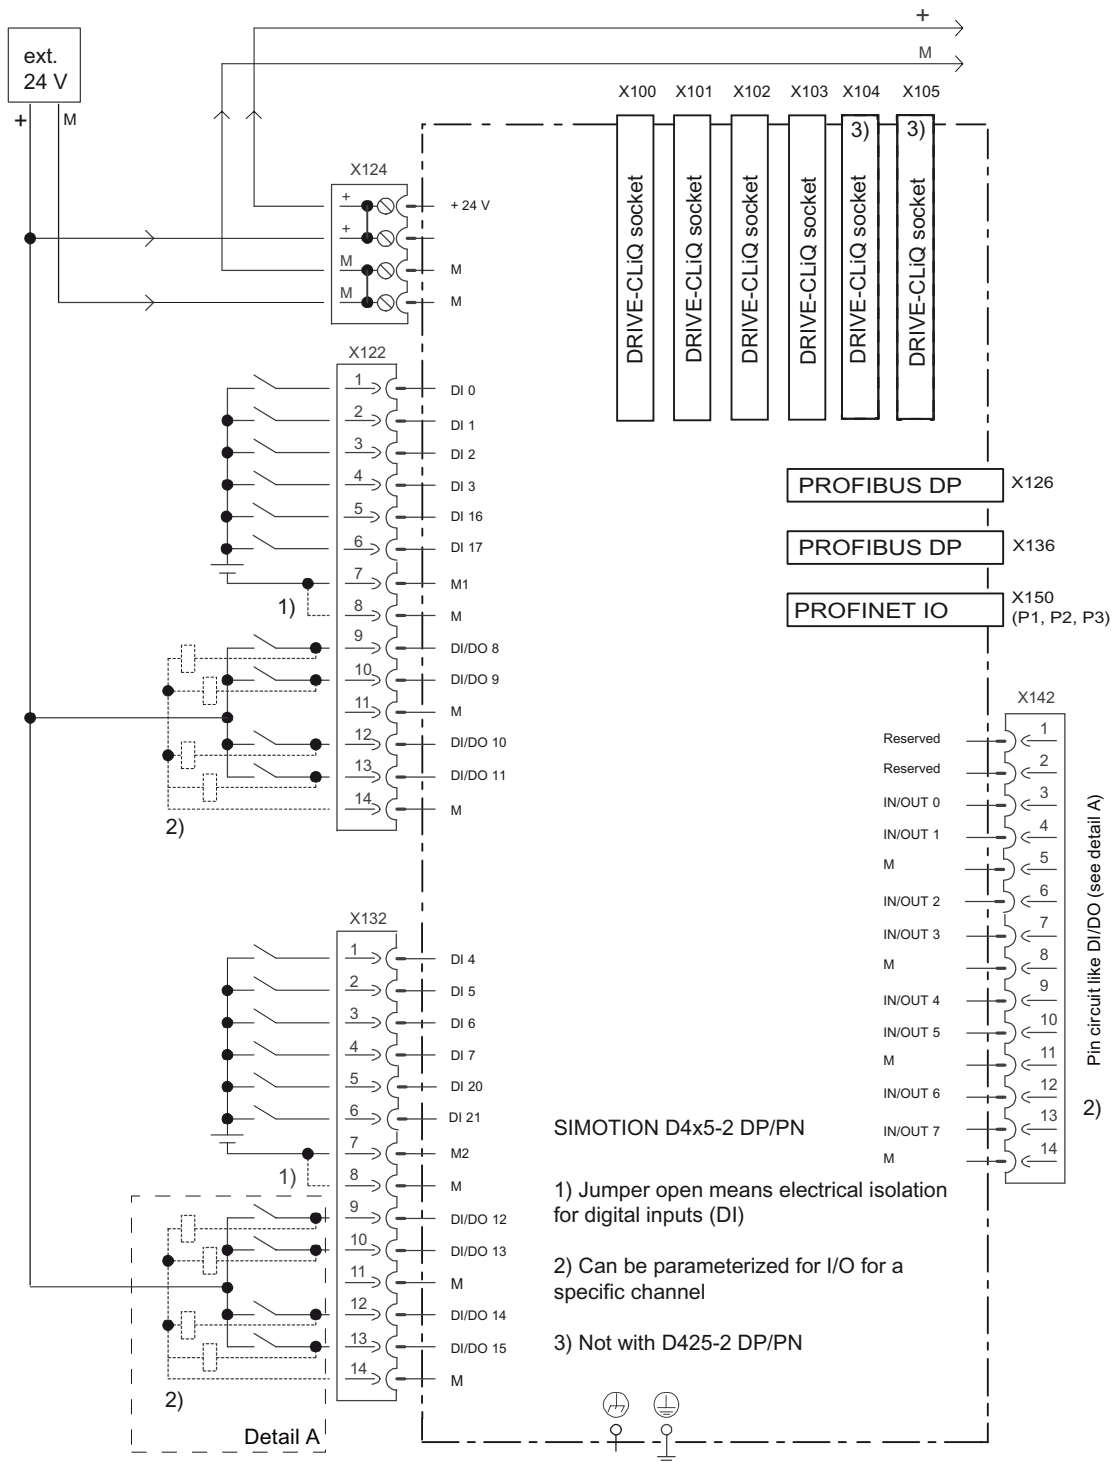 +
M
ext.
24 V
+ M
X100 X101 X102 X103 X104 X105
3) 3)
DRIVE-CLiQ socket
DRIVE-CLiQ socket
DRIVE-CLiQ socket
DRIVE-CLiQ socket
DRIVE-CLiQ socket
DRIVE-CLiQ socket
X124
+ + 24 V
+
M M
M M
X122
1 DI 0
2 DI 1
3 DI 2
4 DI 3
5 DI 16
6 DI 17
7 M1
1) 8 M
9 DI/DO 8
10 DI/DO 9
11 M
12 DI/DO 10
13 DI/DO 11
14 M
2)
PROFIBUS DP X126
PROFIBUS DP X136
PROFINET IO X150
(P1, P2, P3)
X142
Reserved 1
Reserved 2
IN/OUT 0 3
IN/OUT 1 4
M 5
IN/OUT 2 6
IN/OUT 3 7
M 8
IN/OUT 4 9
IN/OUT 5 10
M 11
IN/OUT 6 12
IN/OUT 7 13
M 14
Pin circuit like DI/DO (see detail A)
2)
X132
1 DI 4
2 DI 5
3 DI 6
4 DI 7
5 DI 20
6 DI 21
7 M2
1) 8 M
9 DI/DO 12
10 DI/DO 13
11 M
12 DI/DO 14
13 DI/DO 15
14 M
2)
Detail A
SIMOTION D4x5-2 DP/PN
1) Jumper open means electrical isolation
for digital inputs (DI)
2) Can be parameterized for I/O for a
specific channel
3) Not with D425-2 DP/PN